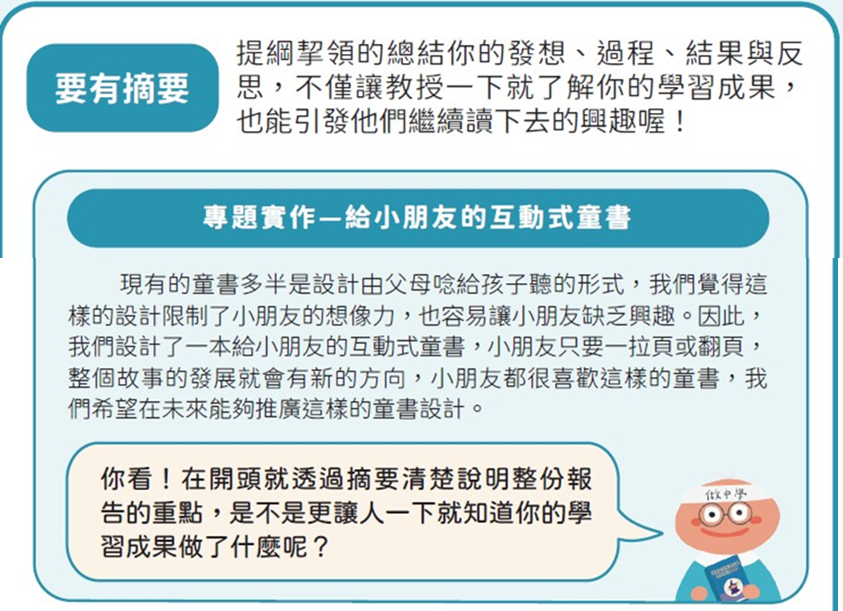 要有摘要
提綱挈領的總結你的發想、過程、結果與反
思，不僅讓教授一下就了解你的學習成果，
也能引發他們繼續讀下去的興趣喔！
專題實作—給小朋友的互動式童書
現有的童書多半是設計由父母唸給孩子聽的形式，我們覺得這
樣的設計限制了小朋友的想像力，也容易讓小朋友缺乏興趣。因此，
我們設計了一本給小朋友的互動式童書，小朋友只要一拉頁或翻頁，
整個故事的發展就會有新的方向，小朋友都很喜歡這樣的童書，我
們希望在未來能夠推廣這樣的童書設計。
你看！在開頭就透過摘要清楚說明整份報
告的重點，是不是更讓人一下就知道你的學
習成果做了什麼呢？
做中學